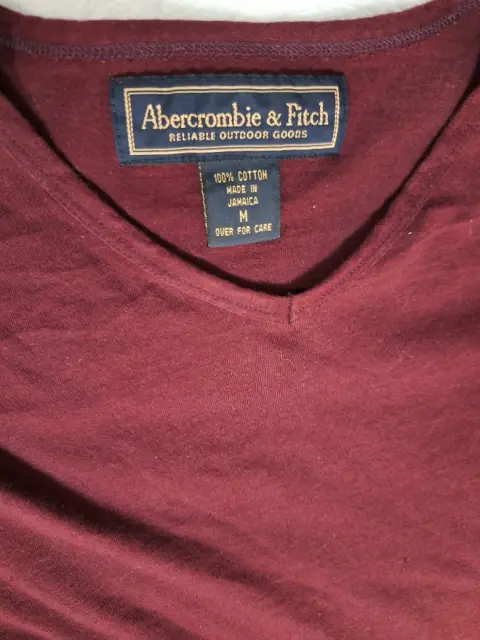 Abercrombie & Fitch
RELIABLE OUTDOOR GOODS
100% COTTON
MADE IN
JAMAICA
M
OVER FOR CARE